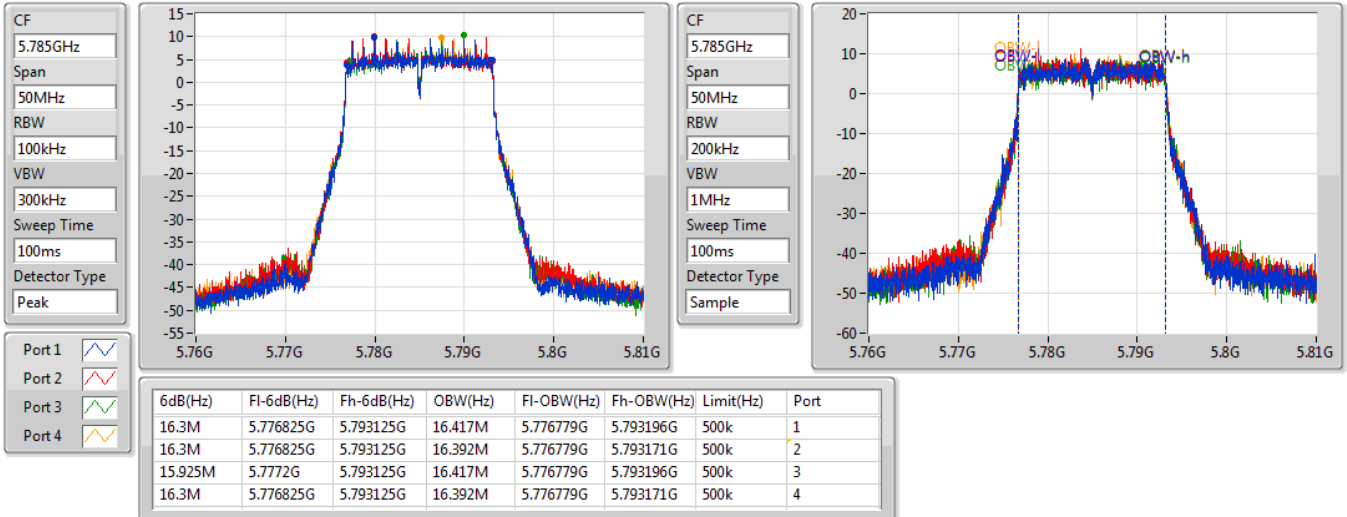 CF
5.785GHz
Span
50MHz
RBW
100kHz
VBW
300kHz
Sweep Time
100ms
Detector Type
Peak
15
10
5
0
-5
-10
-15
-20
-25
-30
-35
-40
-45
-50
-55
5.76G 5.77G 5.78G 5.79G 5.8G 5.81G
CF
5.785GHz
Span
50MHz
RBW
200kHz
VBW
1MHz
Sweep Time
100ms
Detector Type
Sample
20
10
0
-10
-20
-30
-40
-50
-60
OBW-h
5.76G 5.77G 5.78G 5.79G 5.8G 5.81G
Port 1
Port 2
Port 3
Port 4
6dB(Hz) Fl-6dB(Hz) Fh-6dB(Hz) OBW(Hz) Fl-OBW(Hz) Fh-OBW(Hz) Limit(Hz) Port
16.3M 5.776825G 5.793125G 16.417M 5.776779G 5.793196G 500k 1
16.3M 5.776825G 5.793125G 16.392M 5.776779G 5.793171G 500k 2
15.925M 5.7772G 5.793125G 16.417M 5.776779G 5.793196G 500k 3
16.3M 5.776825G 5.793125G 16.392M 5.776779G 5.793171G 500k 4